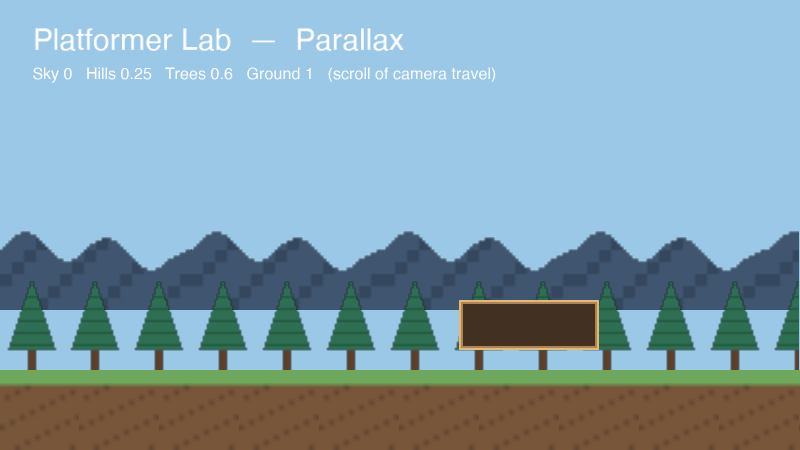 Platformer Lab — Parallax
Sky 0 Hills 0.25 Trees 0.6 Ground 1 (scroll of camera travel)